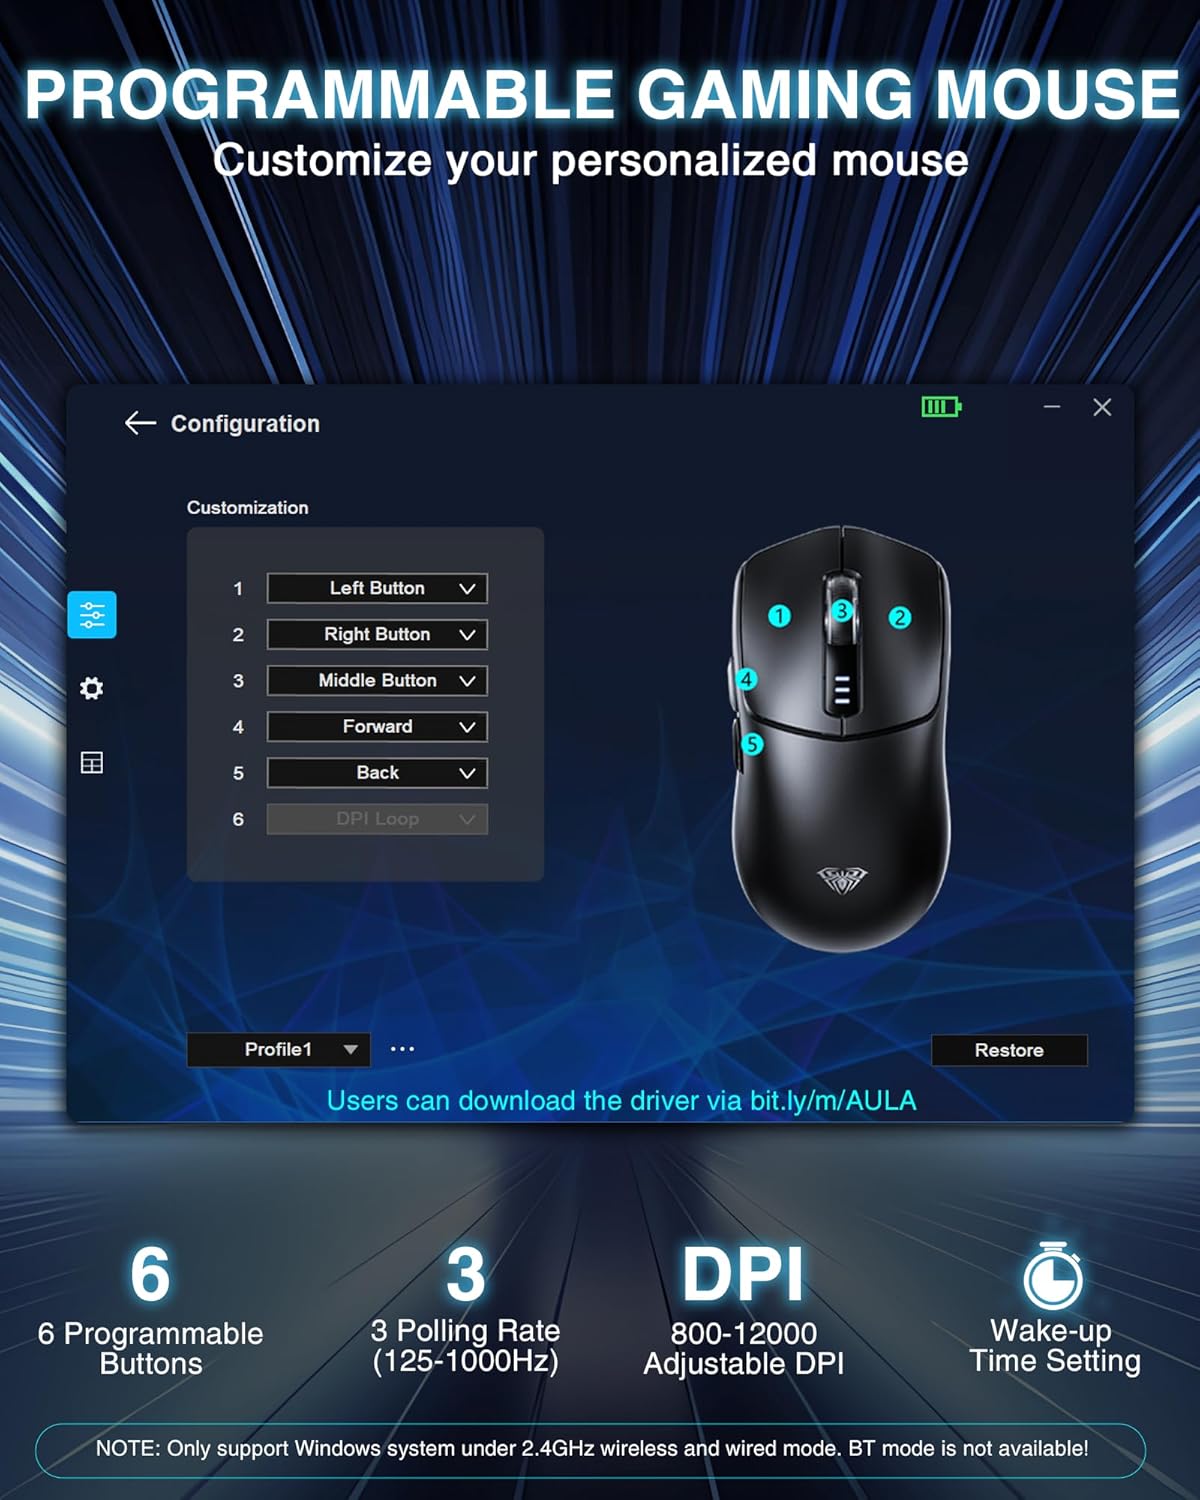 PROGRAMMABLE GAMING MOUSE
Customize your personalized mouse
Configuration
Customization
1 Left Button
2 Right Button
3 Middle Button
4 Forward
5 Back
6 DPI Loop
1 3 2
4
5
Profile1 ...
Restore
Users can download the driver via bit.ly/m/AULA
6
6 Programmable
Buttons
3
3 Polling Rate
(125-1000Hz)
DPI
800-12000
Adjustable DPI
Wake-up
Time Setting
NOTE: Only support Windows system under 2.4GHz wireless and wired mode. BT mode is not available!